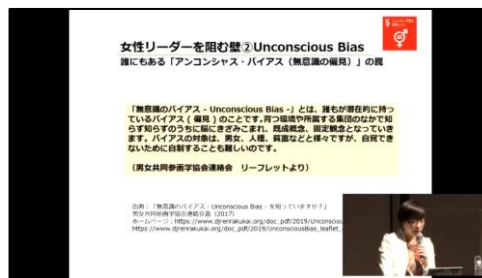 女性リーダーを阻む壁②Unconscious Bias
誰にもある「アンコンシャス・バイアス（無意識の偏見）」の罠
「無意識のバイアス - Unconscious Bias -」とは、誰もが潜在的に持っ
ているバイアス（偏見）のことです。育つ環境や所属する集団のなかで知
らず知らずのうちに脳にきざみこまれ、既成概念、固定観念となっていき
ます。バイアスの対象は、男女、人種、貧富などと様々ですが、自覚でき
ないために自制することも難しいのです。
（男女共同参画学協会連絡会　リーフレットより）
出典：「無意識のバイアス - Unconscious Bias - を知っていますか？」
男女共同参画学協会連絡会著（2017）
ホームページ：https://www.djrenrakukai.org/doc_pdf/2019/Unconsciou
https://www.djrenrakukai.org/doc_pdf/2019/UnconsciousBias_leaflet_